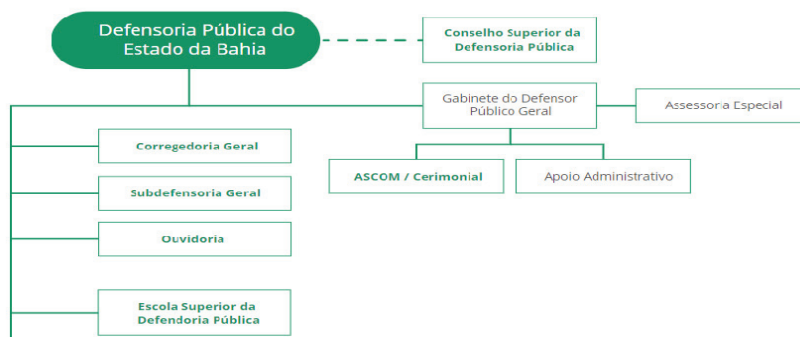 Defensoria Pública do
Estado da Bahia
Conselho Superior da
Defensoria Pública
Gabinete do Defensor
Público Geral
Assessoria Especial
Corregedoria Geral
ASCOM / Cerimonial
Apoio Administrativo
Subdefensoria Geral
Ouvidoria
Escola Superior da
Defendoria Pública